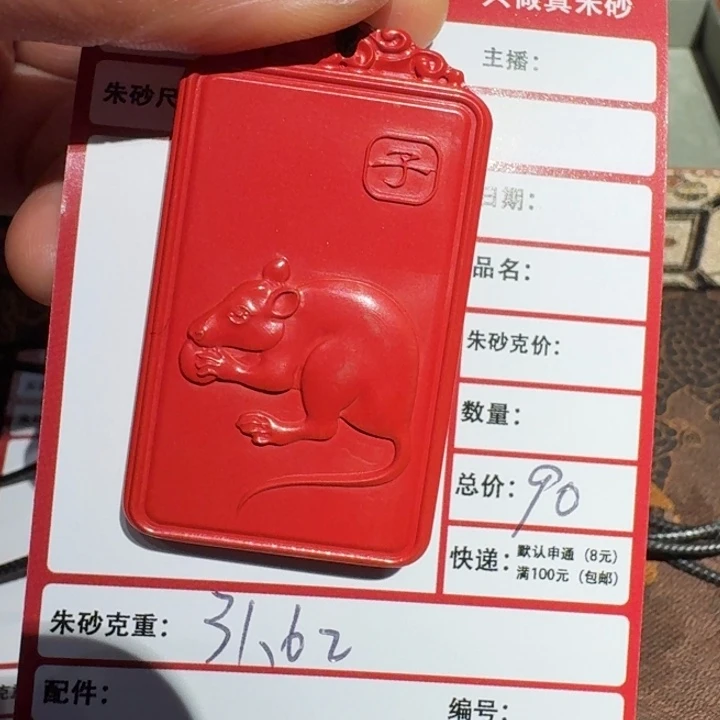 只做真朱砂
主播：
朱砂尺
子
日期：
品名：
朱砂克价：
数量：
总价：90
快递：默认申通（8元）
满100元（包邮）
朱砂克重：31.62
配件：
编号：